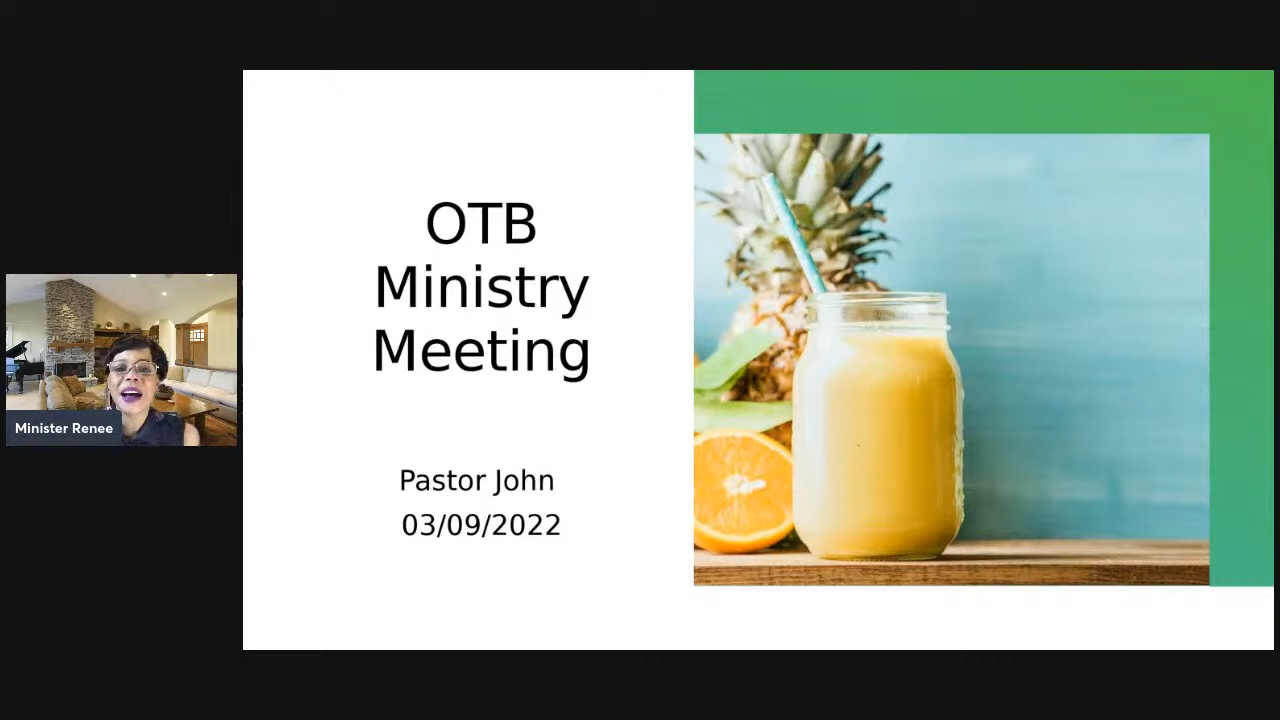 OTB
Ministry
Meeting
Pastor John
03/09/2022
Minister Renee